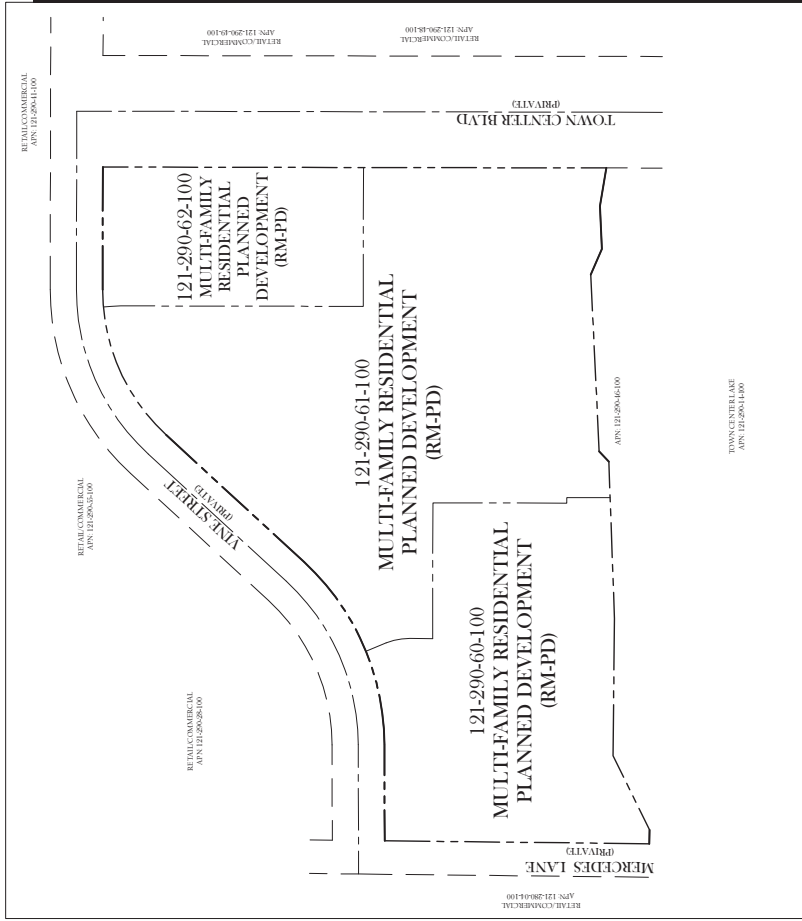 RETAIL/COMMERCIAL
APN: 121-290-49-100
RETAIL/COMMERCIAL
APN: 121-290-48-100
RETAIL/COMMERCIAL
APN: 121-290-41-100
TOWN CENTER BLVD
(PRIVATE)
121-290-62-100
MULTI-FAMILY
RESIDENTIAL
PLANNED
DEVELOPMENT
(RM-PD)
121-290-61-100
MULTI-FAMILY RESIDENTIAL
PLANNED DEVELOPMENT
(RM-PD)
APN: 121-290-46-100
TOWN CENTER LAKE
APN: 121-290-14-100
RETAIL/COMMERCIAL
APN: 121-290-55-100
VINE STREET
(PRIVATE)
121-290-60-100
MULTI-FAMILY RESIDENTIAL
PLANNED DEVELOPMENT
(RM-PD)
RETAIL/COMMERCIAL
APN: 121-290-28-100
MERCEDES LANE
(PRIVATE)
RETAIL/COMMERCIAL
APN: 121-280-04-100